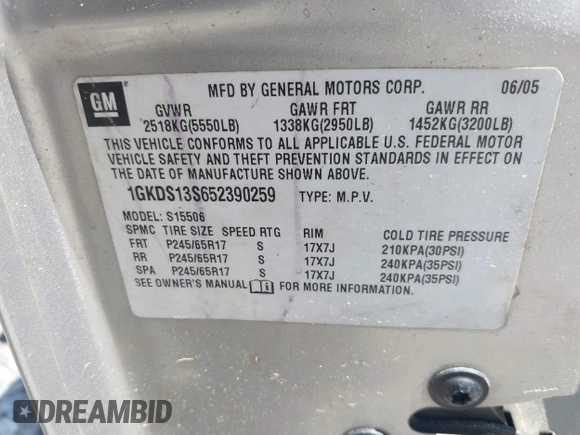 GM
MFD BY GENERAL MOTORS CORP. 06/05
GVWR GAWR FRT GAWR RR
2518KG(5550LB) 1338KG(2950LB) 1452KG(3200LB)
THIS VEHICLE CONFORMS TO ALL APPLICABLE U.S. FEDERAL MOTOR
VEHICLE SAFETY AND THEFT PREVENTION STANDARDS IN EFFECT ON
THE DATE OF MANUFACTURE SHOWN ABOVE.
1GKDS13S652390259 TYPE: M.P.V.
MODEL: S15506
SPMC TIRE SIZE SPEED RTG RIM COLD TIRE PRESSURE
FRT P245/65R17 S 17X7J 210KPA(30PSI)
RR P245/65R17 S 17X7J 240KPA(35PSI)
SPA P245/65R17 S 17X7J 240KPA(35PSI)
SEE OWNER'S MANUAL FOR MORE INFORMATION.
DREAMBID